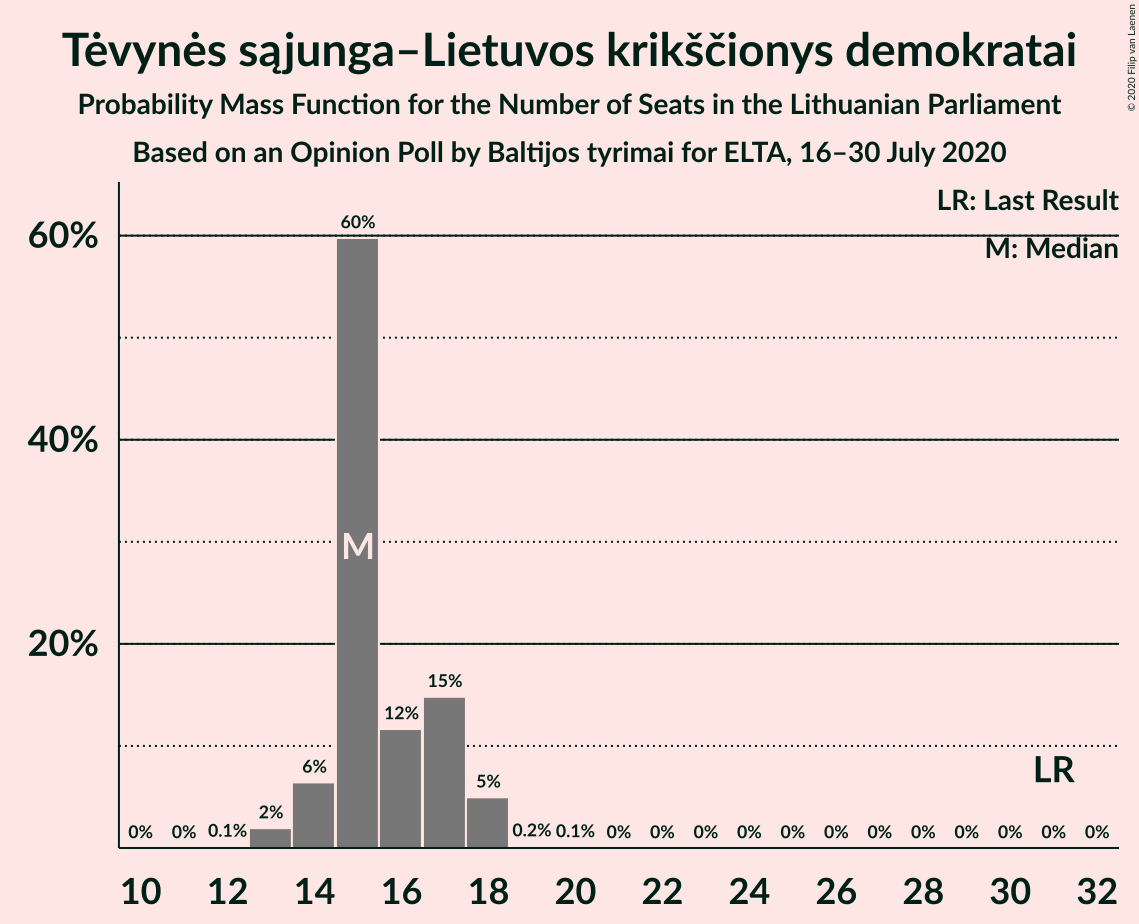 Tėvynės sąjunga–Lietuvos krikščionys demokratai
Probability Mass Function for the Number of Seats in the Lithuanian Parliament
Based on an Opinion Poll by Baltijos tyrimai for ELTA, 16–30 July 2020
© 2020 Filip van Laenen
LR: Last Result
M: Median
60%
40%
20%
0% 0% 0.1% 2% 6% 60% 12% 15% 5% 0.2% 0.1% 0% 0% 0% 0% 0% 0% 0% 0% 0% 0% 0% 0%
M
LR
10 12 14 16 18 20 22 24 26 28 30 32